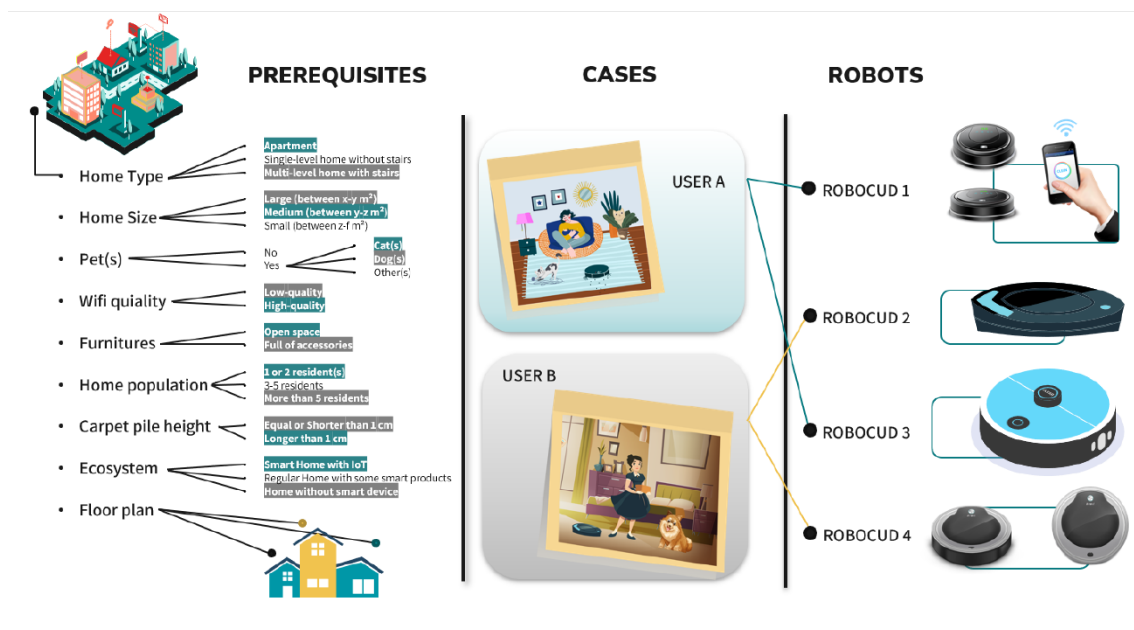 PREREQUISITES
CASES
ROBOTS
Home Type
Apartment
Single-level home without stairs
Multi-level home with stairs
Home Size
Large (between x-y m²)
Medium (between y-z m²)
Small (between z-f m²)
Pet(s)
No
Yes
Cat(s)
Dog(s)
Other(s)
Wifi quiality
Low-quality
High-quality
Furnitures
Open space
Full of accessories
Home population
1 or 2 resident(s)
3-5 residents
More than 5 residents
Carpet pile height
Equal or Shorter than 1 cm
Longer than 1 cm
Ecosystem
Smart Home with IoT
Regular Home with some smart products
Home without smart device
Floor plan
USER A
USER B
ROBOCUD 1
ROBOCUD 2
ROBOCUD 3
ROBOCUD 4